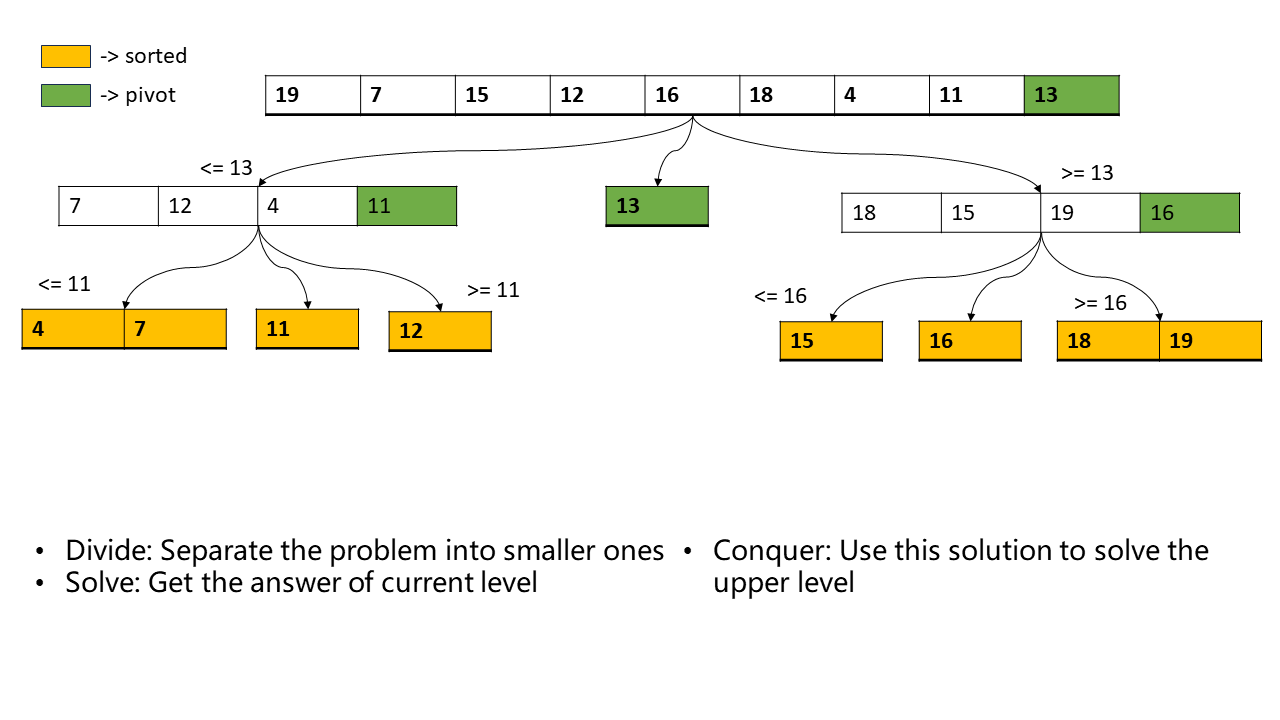 -> sorted
-> pivot
19 7 15 12 16 18 4 11 13
<= 13
>= 13
7 12 4 11
13
18 15 19 16
<= 11
>= 11
<= 16
>= 16
4 7
11
12
15
16
18 19
• Divide: Separate the problem into smaller ones
• Solve: Get the answer of current level
• Conquer: Use this solution to solve the
upper level